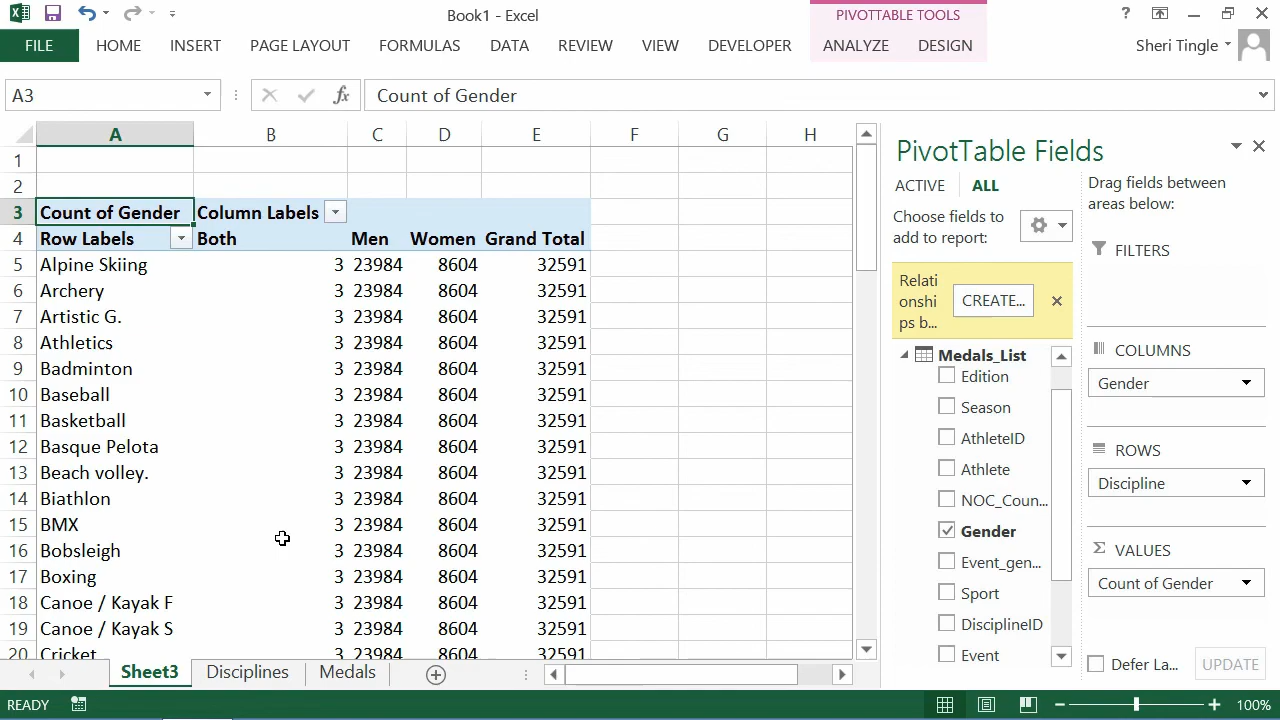 Book1 - Excel
PIVOTTABLE TOOLS
?
FILE HOME INSERT PAGE LAYOUT FORMULAS DATA REVIEW VIEW DEVELOPER ANALYZE DESIGN Sheri Tingle
A3 fx Count of Gender
A B C D E F G H
1
2
3 Count of Gender Column Labels
4 Row Labels Both Men Women Grand Total
5 Alpine Skiing 3 23984 8604 32591
6 Archery 3 23984 8604 32591
7 Artistic G. 3 23984 8604 32591
8 Athletics 3 23984 8604 32591
9 Badminton 3 23984 8604 32591
10 Baseball 3 23984 8604 32591
11 Basketball 3 23984 8604 32591
12 Basque Pelota 3 23984 8604 32591
13 Beach volley. 3 23984 8604 32591
14 Biathlon 3 23984 8604 32591
15 BMX 3 23984 8604 32591
16 Bobsleigh 3 23984 8604 32591
17 Boxing 3 23984 8604 32591
18 Canoe / Kayak F 3 23984 8604 32591
19 Canoe / Kayak S 3 23984 8604 32591
20 Cricket 3 23984 8604 32591
Sheet3 Disciplines Medals
READY
100%
PivotTable Fields
ACTIVE ALL
Choose fields to
add to report:
Relati
onshi
ps b...
CREATE...
Medals_List
Edition
Season
AthleteID
Athlete
NOC_Coun...
Gender
Event_gen...
Sport
DisciplineID
Event
Drag fields between
areas below:
FILTERS
COLUMNS
Gender
ROWS
Discipline
Σ VALUES
Count of Gender
Defer La... UPDATE